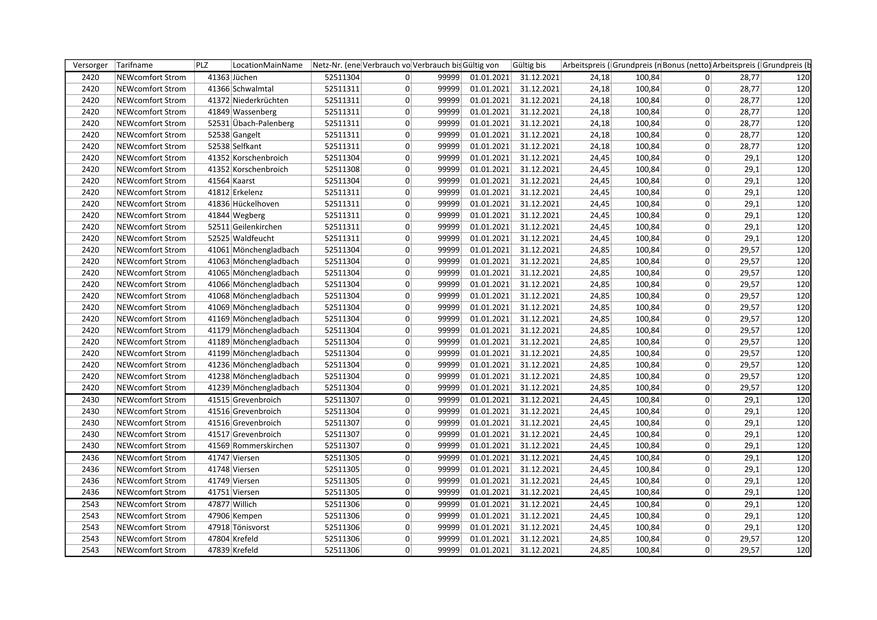 Versorger Tarifname PLZ LocationMainName Netz-Nr. (ene Verbrauch vo Verbrauch bis Gültig von Gültig bis Arbeitspreis ( Grundpreis (n Bonus (netto) Arbeitspreis ( Grundpreis (b
2420 NEWcomfort Strom 41363 Jüchen 52511304 0 99999 01.01.2021 31.12.2021 24,18 100,84 0 28,77 120
2420 NEWcomfort Strom 41366 Schwalmtal 52511311 0 99999 01.01.2021 31.12.2021 24,18 100,84 0 28,77 120
2420 NEWcomfort Strom 41372 Niederkrüchten 52511311 0 99999 01.01.2021 31.12.2021 24,18 100,84 0 28,77 120
2420 NEWcomfort Strom 41849 Wassenberg 52511311 0 99999 01.01.2021 31.12.2021 24,18 100,84 0 28,77 120
2420 NEWcomfort Strom 52531 Übach-Palenberg 52511311 0 99999 01.01.2021 31.12.2021 24,18 100,84 0 28,77 120
2420 NEWcomfort Strom 52538 Gangelt 52511311 0 99999 01.01.2021 31.12.2021 24,18 100,84 0 28,77 120
2420 NEWcomfort Strom 52538 Selfkant 52511311 0 99999 01.01.2021 31.12.2021 24,18 100,84 0 28,77 120
2420 NEWcomfort Strom 41352 Korschenbroich 52511304 0 99999 01.01.2021 31.12.2021 24,45 100,84 0 29,1 120
2420 NEWcomfort Strom 41352 Korschenbroich 52511308 0 99999 01.01.2021 31.12.2021 24,45 100,84 0 29,1 120
2420 NEWcomfort Strom 41564 Kaarst 52511304 0 99999 01.01.2021 31.12.2021 24,45 100,84 0 29,1 120
2420 NEWcomfort Strom 41812 Erkelenz 52511311 0 99999 01.01.2021 31.12.2021 24,45 100,84 0 29,1 120
2420 NEWcomfort Strom 41836 Hückelhoven 52511311 0 99999 01.01.2021 31.12.2021 24,45 100,84 0 29,1 120
2420 NEWcomfort Strom 41844 Wegberg 52511311 0 99999 01.01.2021 31.12.2021 24,45 100,84 0 29,1 120
2420 NEWcomfort Strom 52511 Geilenkirchen 52511311 0 99999 01.01.2021 31.12.2021 24,45 100,84 0 29,1 120
2420 NEWcomfort Strom 52525 Waldfeucht 52511311 0 99999 01.01.2021 31.12.2021 24,45 100,84 0 29,1 120
2420 NEWcomfort Strom 41061 Mönchengladbach 52511304 0 99999 01.01.2021 31.12.2021 24,85 100,84 0 29,57 120
2420 NEWcomfort Strom 41063 Mönchengladbach 52511304 0 99999 01.01.2021 31.12.2021 24,85 100,84 0 29,57 120
2420 NEWcomfort Strom 41065 Mönchengladbach 52511304 0 99999 01.01.2021 31.12.2021 24,85 100,84 0 29,57 120
2420 NEWcomfort Strom 41066 Mönchengladbach 52511304 0 99999 01.01.2021 31.12.2021 24,85 100,84 0 29,57 120
2420 NEWcomfort Strom 41068 Mönchengladbach 52511304 0 99999 01.01.2021 31.12.2021 24,85 100,84 0 29,57 120
2420 NEWcomfort Strom 41069 Mönchengladbach 52511304 0 99999 01.01.2021 31.12.2021 24,85 100,84 0 29,57 120
2420 NEWcomfort Strom 41169 Mönchengladbach 52511304 0 99999 01.01.2021 31.12.2021 24,85 100,84 0 29,57 120
2420 NEWcomfort Strom 41179 Mönchengladbach 52511304 0 99999 01.01.2021 31.12.2021 24,85 100,84 0 29,57 120
2420 NEWcomfort Strom 41189 Mönchengladbach 52511304 0 99999 01.01.2021 31.12.2021 24,85 100,84 0 29,57 120
2420 NEWcomfort Strom 41199 Mönchengladbach 52511304 0 99999 01.01.2021 31.12.2021 24,85 100,84 0 29,57 120
2420 NEWcomfort Strom 41236 Mönchengladbach 52511304 0 99999 01.01.2021 31.12.2021 24,85 100,84 0 29,57 120
2420 NEWcomfort Strom 41238 Mönchengladbach 52511304 0 99999 01.01.2021 31.12.2021 24,85 100,84 0 29,57 120
2420 NEWcomfort Strom 41239 Mönchengladbach 52511304 0 99999 01.01.2021 31.12.2021 24,85 100,84 0 29,57 120
2430 NEWcomfort Strom 41515 Grevenbroich 52511307 0 99999 01.01.2021 31.12.2021 24,45 100,84 0 29,1 120
2430 NEWcomfort Strom 41516 Grevenbroich 52511304 0 99999 01.01.2021 31.12.2021 24,45 100,84 0 29,1 120
2430 NEWcomfort Strom 41516 Grevenbroich 52511307 0 99999 01.01.2021 31.12.2021 24,45 100,84 0 29,1 120
2430 NEWcomfort Strom 41517 Grevenbroich 52511307 0 99999 01.01.2021 31.12.2021 24,45 100,84 0 29,1 120
2430 NEWcomfort Strom 41569 Rommerskirchen 52511307 0 99999 01.01.2021 31.12.2021 24,45 100,84 0 29,1 120
2436 NEWcomfort Strom 41747 Viersen 52511305 0 99999 01.01.2021 31.12.2021 24,45 100,84 0 29,1 120
2436 NEWcomfort Strom 41748 Viersen 52511305 0 99999 01.01.2021 31.12.2021 24,45 100,84 0 29,1 120
2436 NEWcomfort Strom 41749 Viersen 52511305 0 99999 01.01.2021 31.12.2021 24,45 100,84 0 29,1 120
2436 NEWcomfort Strom 41751 Viersen 52511305 0 99999 01.01.2021 31.12.2021 24,45 100,84 0 29,1 120
2543 NEWcomfort Strom 47877 Willich 52511306 0 99999 01.01.2021 31.12.2021 24,45 100,84 0 29,1 120
2543 NEWcomfort Strom 47906 Kempen 52511306 0 99999 01.01.2021 31.12.2021 24,45 100,84 0 29,1 120
2543 NEWcomfort Strom 47918 Tönisvorst 52511306 0 99999 01.01.2021 31.12.2021 24,45 100,84 0 29,1 120
2543 NEWcomfort Strom 47804 Krefeld 52511306 0 99999 01.01.2021 31.12.2021 24,85 100,84 0 29,57 120
2543 NEWcomfort Strom 47839 Krefeld 52511306 0 99999 01.01.2021 31.12.2021 24,85 100,84 0 29,57 120